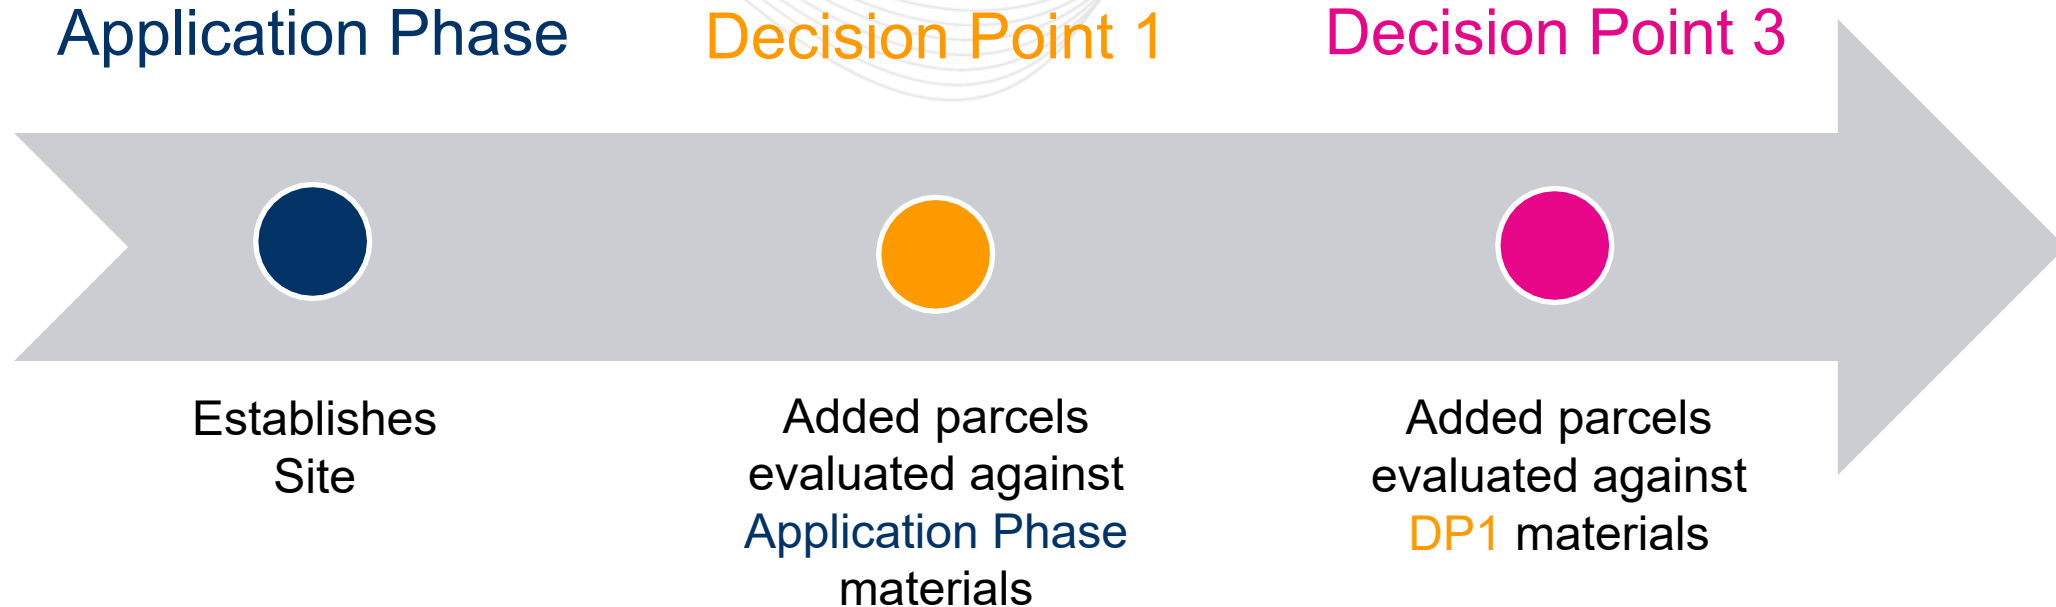 Application Phase
Decision Point 1
Decision Point 3
Establishes
Site
Added parcels
evaluated against
Application Phase
materials
Added parcels
evaluated against
DP1 materials